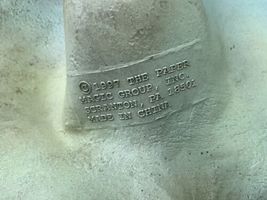 ©1997 THE PAPER
MAGIC GROUP, INC.
SCRANTON, PA 18501
MADE IN CHINA